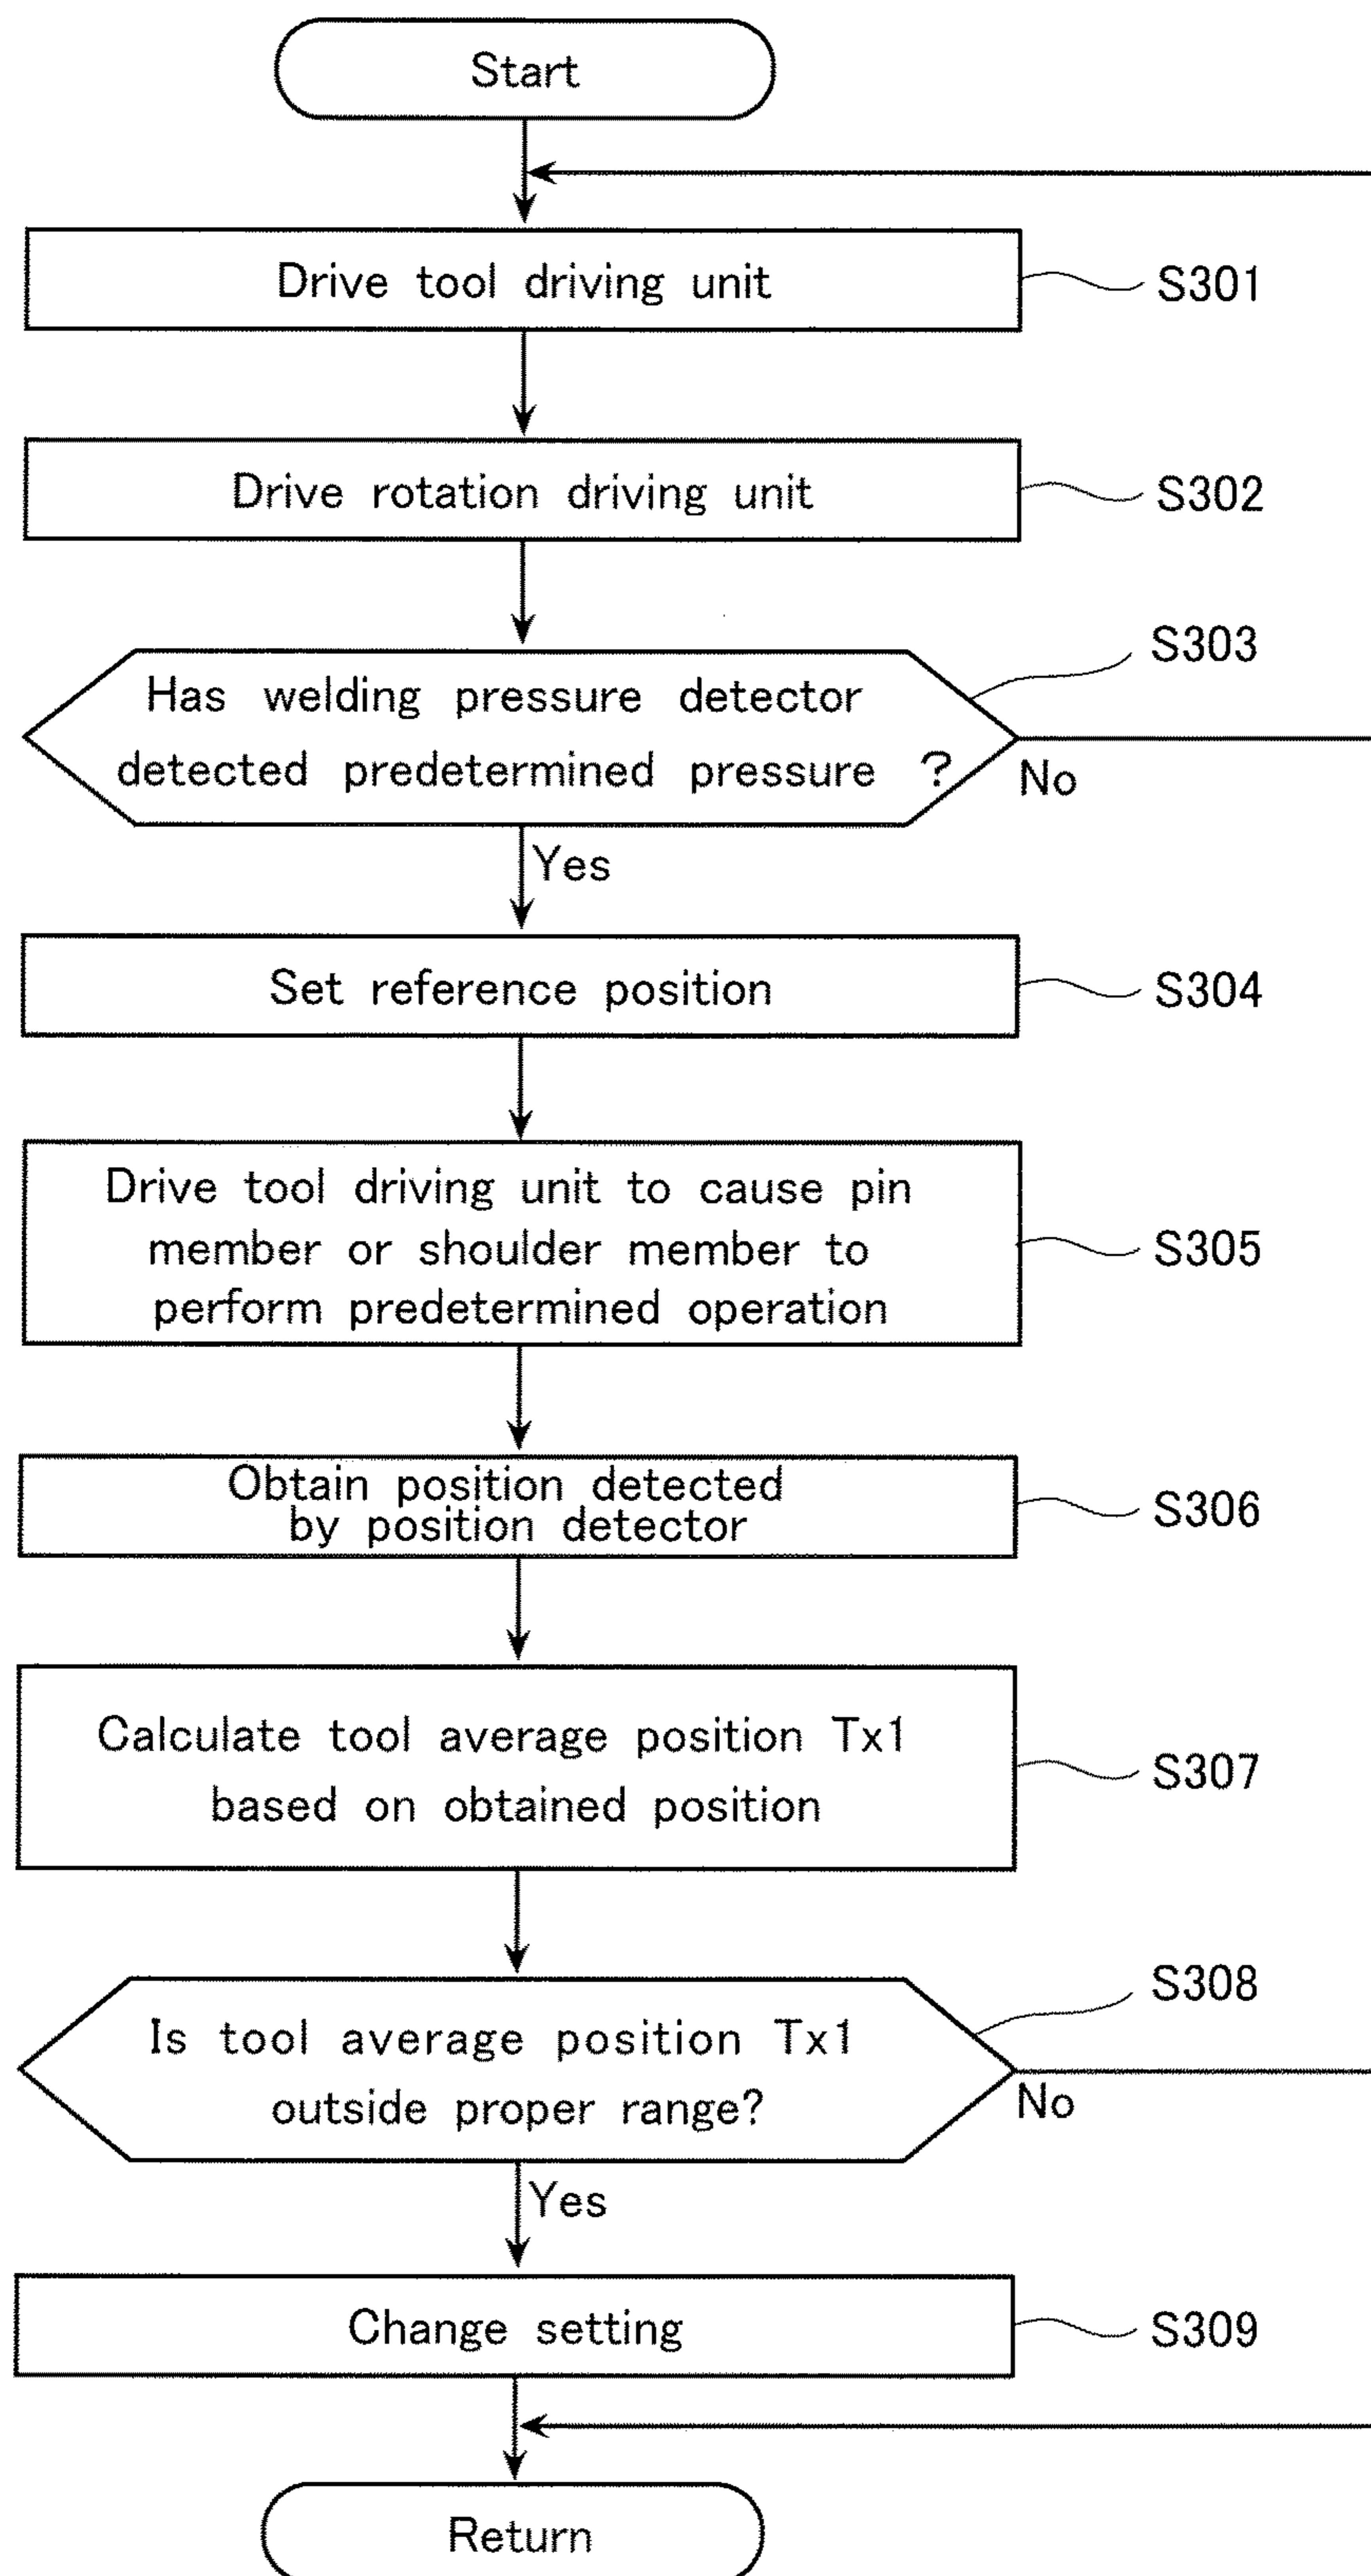 Start
Drive tool driving unit
S301
Drive rotation driving unit
S302
S303
Has welding pressure detector
detected predetermined pressure ?
No
Yes
Set reference position
S304
Drive tool driving unit to cause pin
member or shoulder member to
perform predetermined operation
S305
Obtain position detected
by position detector
S306
Calculate tool average position Tx1
based on obtained position
S307
S308
Is tool average position Tx1
outside proper range?
No
Yes
Change setting
S309
Return